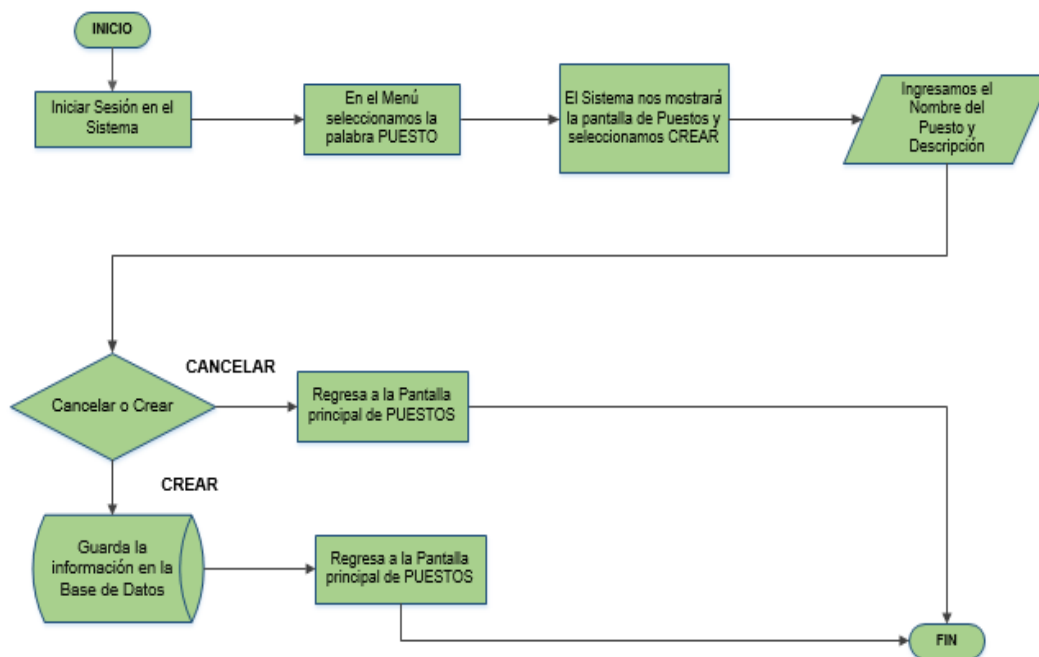 INICIO
Iniciar Sesión en el
Sistema
En el Menú
seleccionamos la
palabra PUESTO
El Sistema nos mostrará
la pantalla de Puestos y
seleccionamos CREAR
Ingresamos el
Nombre del
Puesto y
Descripción
Cancelar o Crear
CANCELAR
Regresa a la Pantalla
principal de PUESTOS
CREAR
Guarda la
información en la
Base de Datos
Regresa a la Pantalla
principal de PUESTOS
FIN